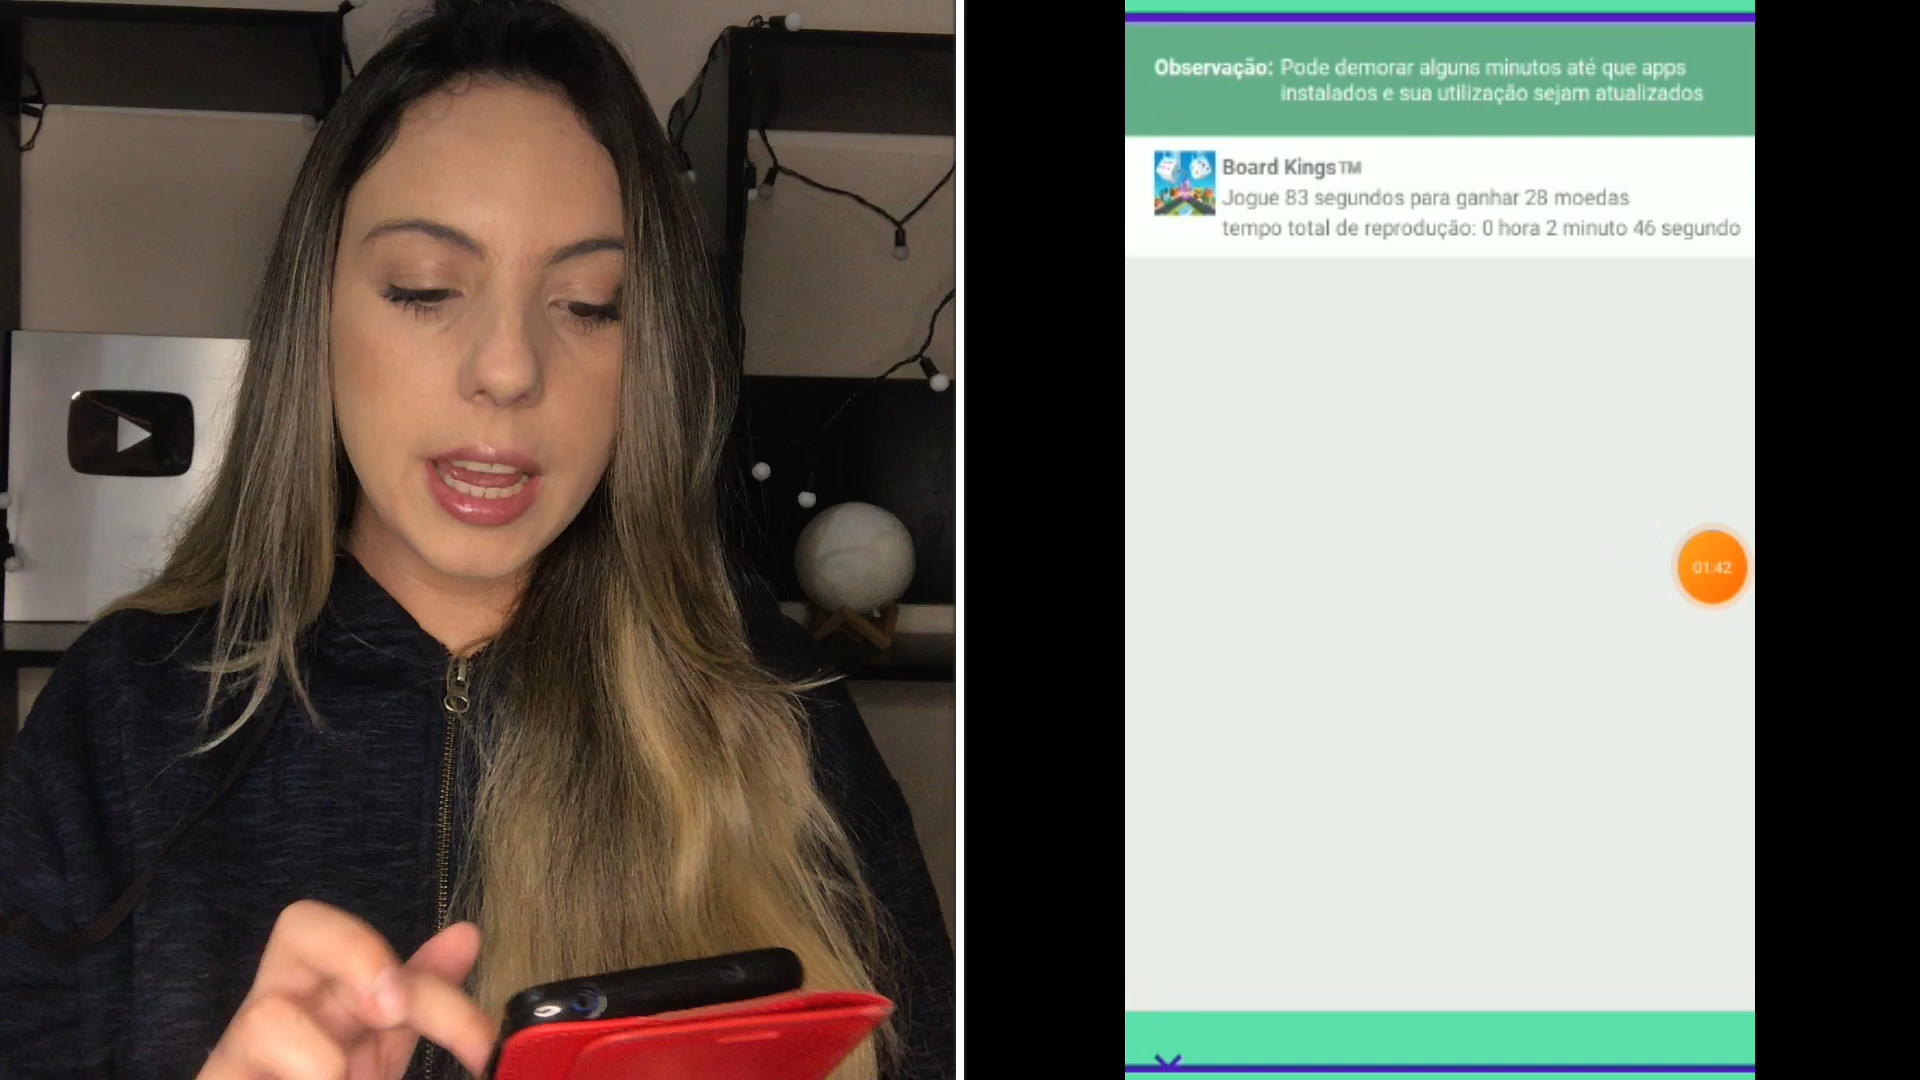 Observação: Pode demorar alguns minutos até que apps
instalados e sua utilização sejam atualizados
Board Kings™
Jogue 83 segundos para ganhar 28 moedas
tempo total de reprodução: 0 hora 2 minuto 46 segundo
01:42